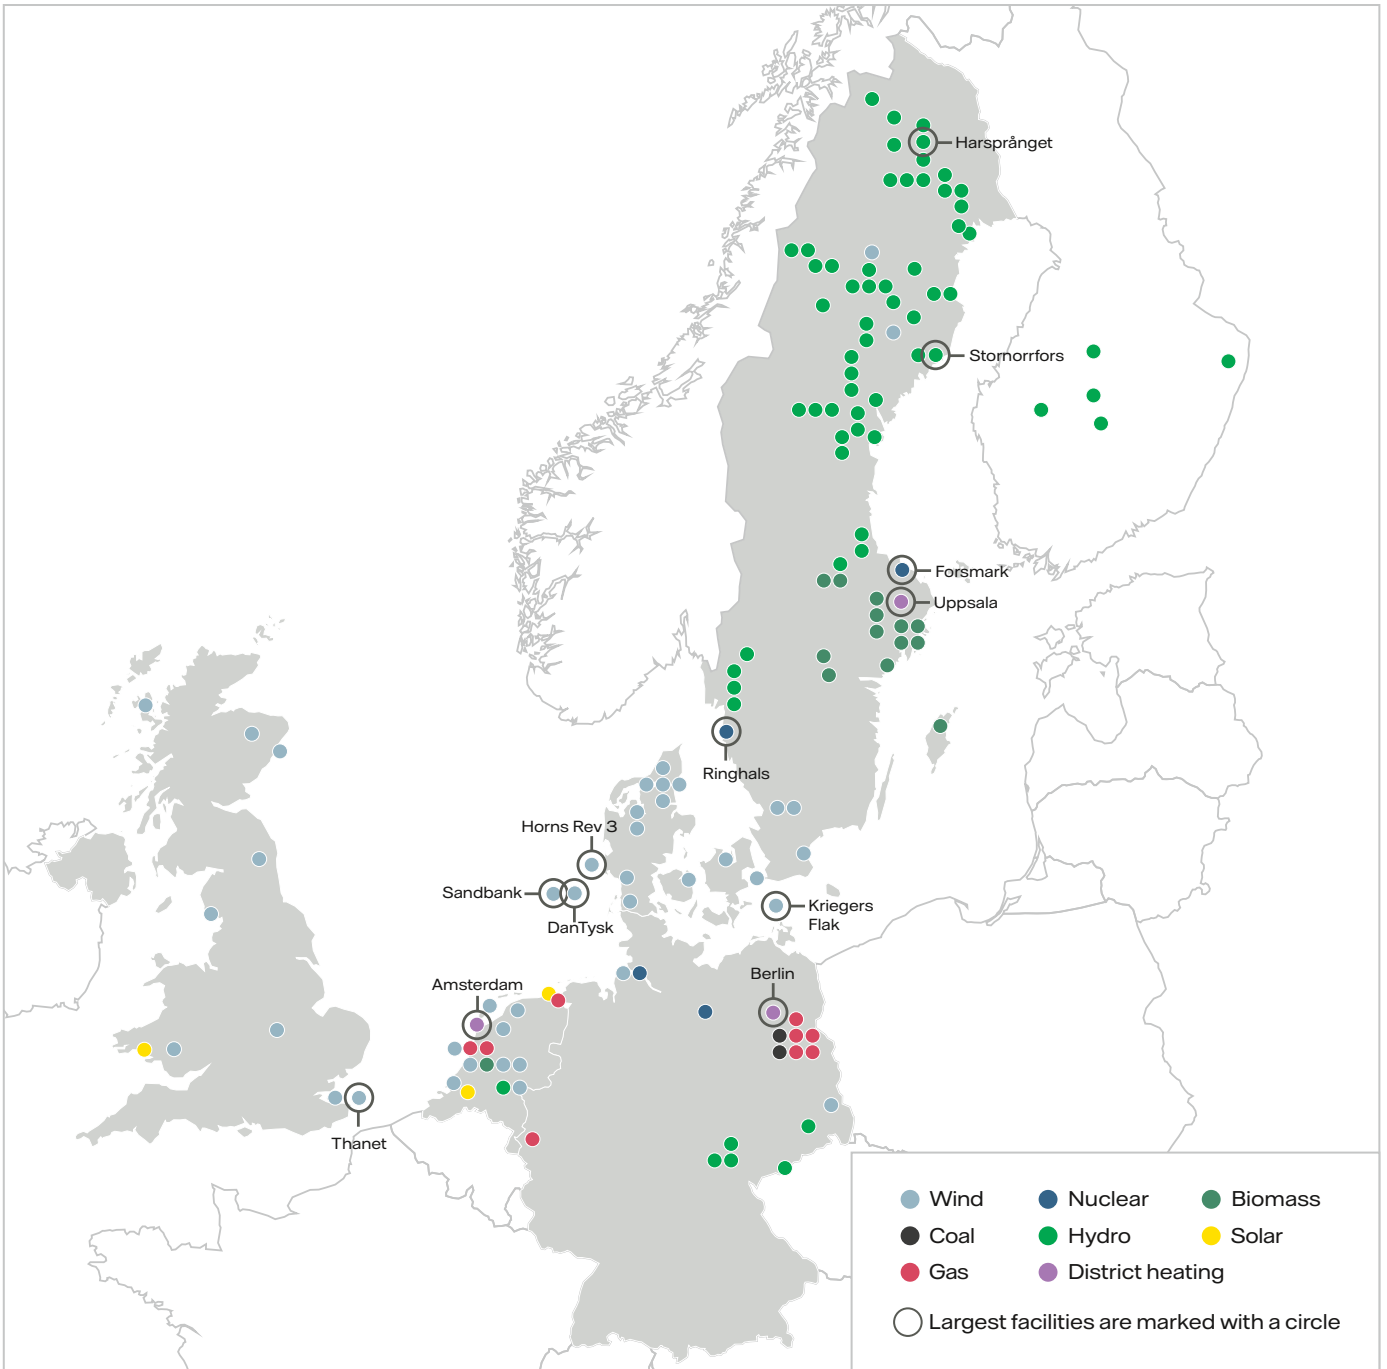 Harsprånget
Stornorrfors
Forsmark
Uppsala
Ringhals
Horns Rev 3
Sandbank
DanTysk
Kriegers
Flak
Amsterdam
Berlin
Thanet
Wind
Nuclear
Biomass
Coal
Hydro
Solar
Gas
District heating
Largest facilities are marked with a circle